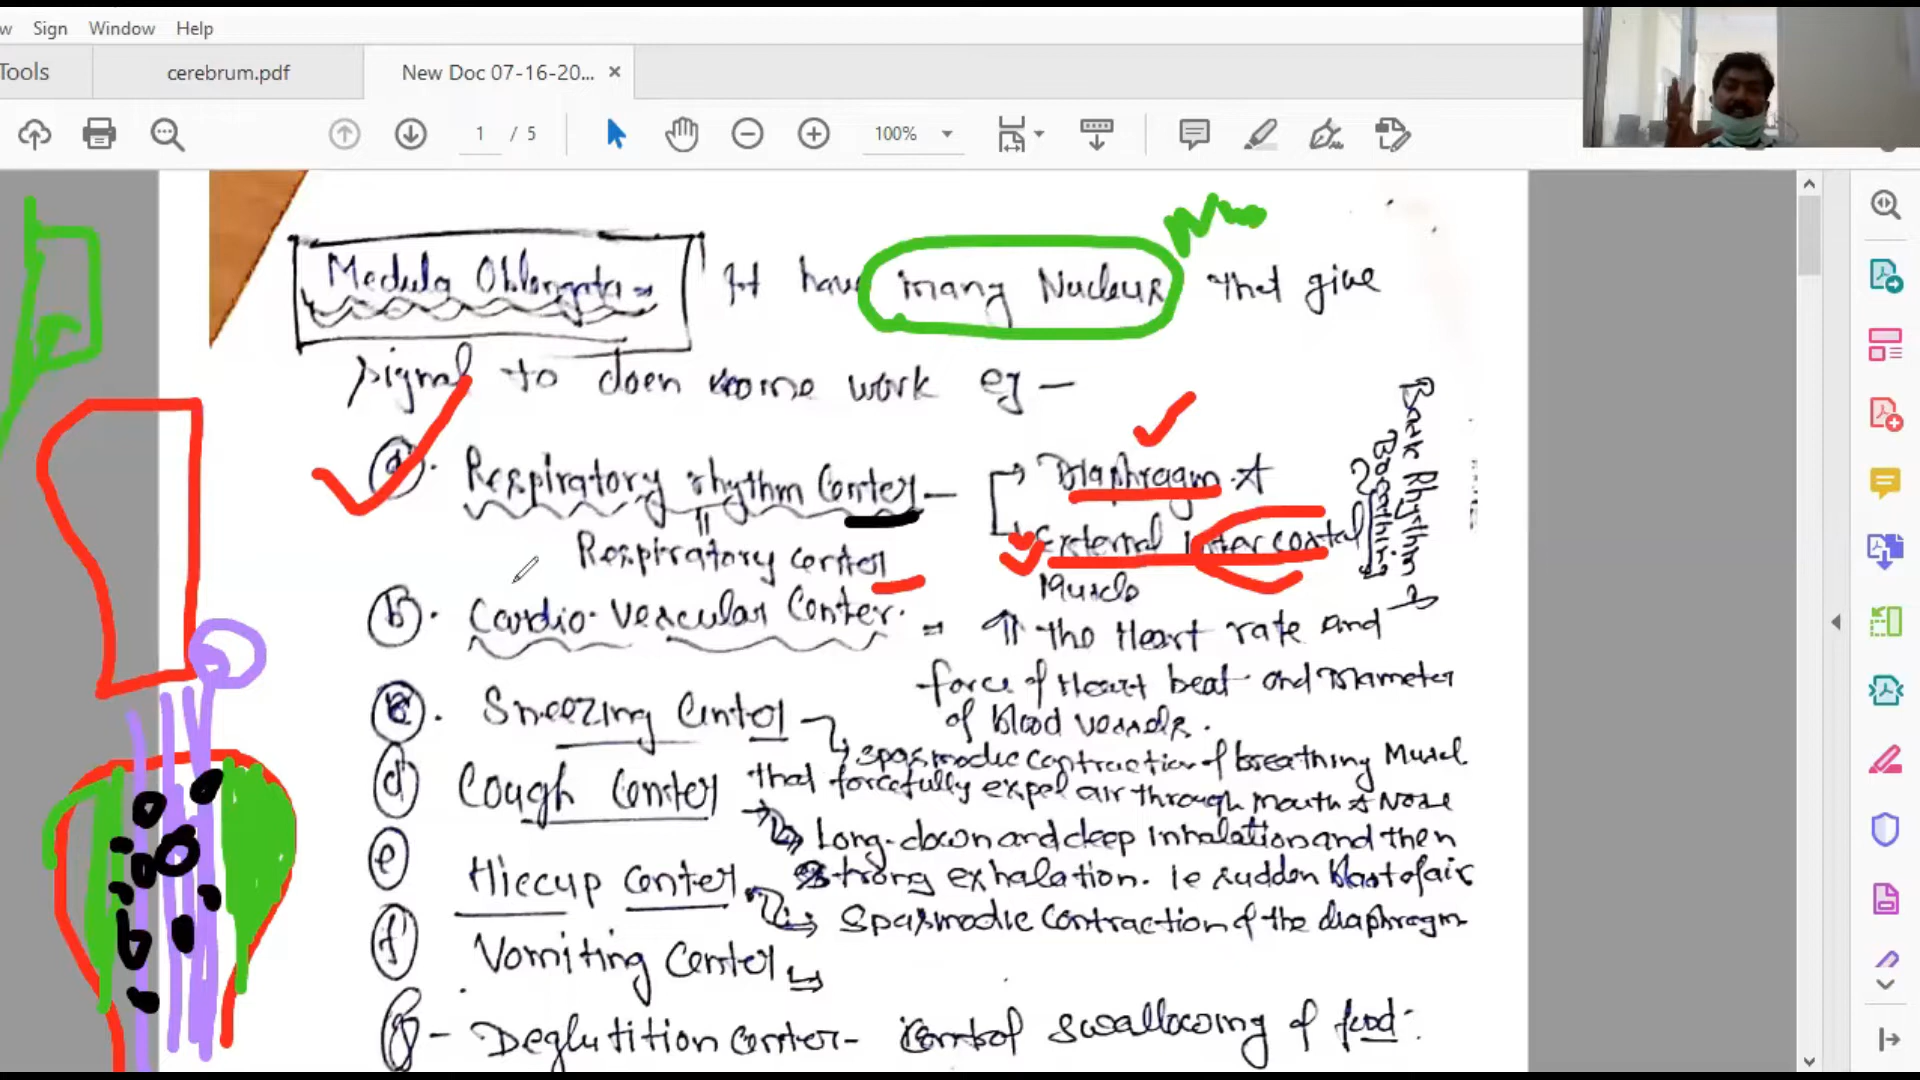 Sign Window Help
Tools cerebrum.pdf New Doc 07-16-20... ×
1 / 5 100%
Medula Oblongata It have many Nucleus that give
signal to doen some work eg —
(a). Respiratory rhythm Center — Diaphragm &
External intercostal
Muscle
Respiratory center
Basic Rhythm of
Breathing
(b). Cardio-Vescular Center. = ⇑ the Heart rate and
force of Heart beat and Diameter
of blood vessels.
(c). Sneezing Center
spasmodic contraction of breathing Muscl
that forcefully expel air through mouth & Nose
(d) Cough Center
Long-down and deep inhalation and then
strong exhalation. ie sudden blast of air
(e) Hiccup Center
Spasmodic Contraction of the diaphragm
(f) Vomiting Center
(g) - Deglutition center - control swallowing of food.